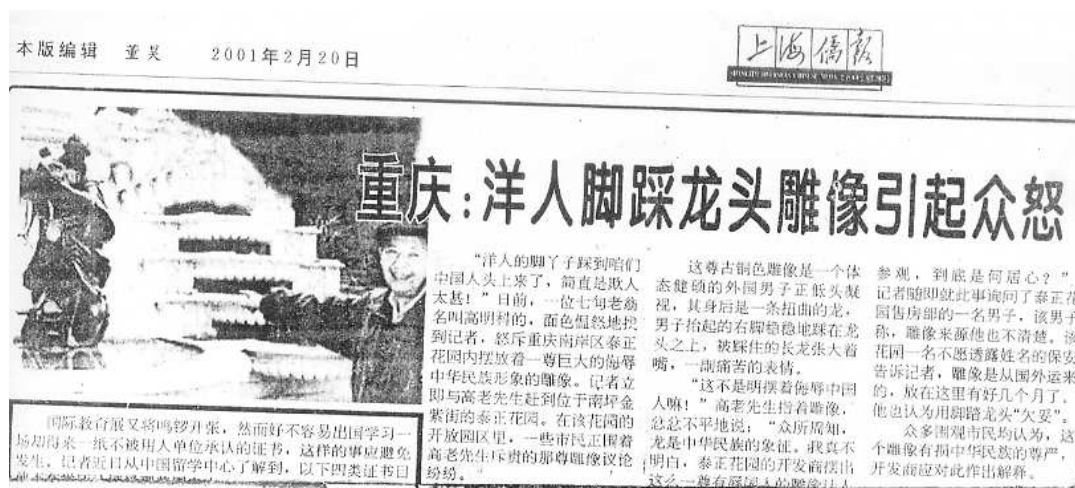 本版编辑 董昊 2001年2月20日
上海侨报
重庆:洋人脚踩龙头雕像引起众怒
“洋人的脚丫子踩到咱们
中国人头上来了，简直是欺人
太甚！”日前，一位七旬老翁
名叫高明村的，面色愠怒地找
到记者，怒斥重庆南岸区泰正
花园内摆放着一尊巨大的侮辱
中华民族形象的雕像。记者立
即与高老先生赶到位于南坪金
紫街的泰正花园。在该花园的
开放园区里，一些市民正围着
高老先生斥责的那尊雕像议论
纷纷。
这尊古铜色雕像是一个体
态健硕的外国男子正低头凝
视，其身后是一条扭曲的龙，
男子抬起的右脚稳稳地踩在龙
头之上，被踩住的长龙张大着
嘴，一副痛苦的表情。
“这不是明摆着侮辱中国
人嘛！”高老先生指着雕像，
忿忿不平地说：“众所周知，
龙是中华民族的象征。我真不
明白，泰正花园的开发商摆出
这么一尊有辱国人的雕像让人
参观，到底是何居心？”
记者随即就此事询问了泰正花
园售房部的一名男子，该男子
称，雕像来源他也不清楚。该
花园一名不愿透露姓名的保安
告诉记者，雕像是从国外运来
的，放在这里有好几个月了。
他也认为用脚踏龙头“欠妥”。
众多围观市民均认为，这
个雕像有损中华民族的尊严，
开发商应对此作出解释。
国际教育展又将鸣锣开张，然而好不容易出国学习一
场却得来一纸不被用人单位承认的证书，这样的事应避免
发生。记者近日从中国留学中心了解到，以下四类证书目